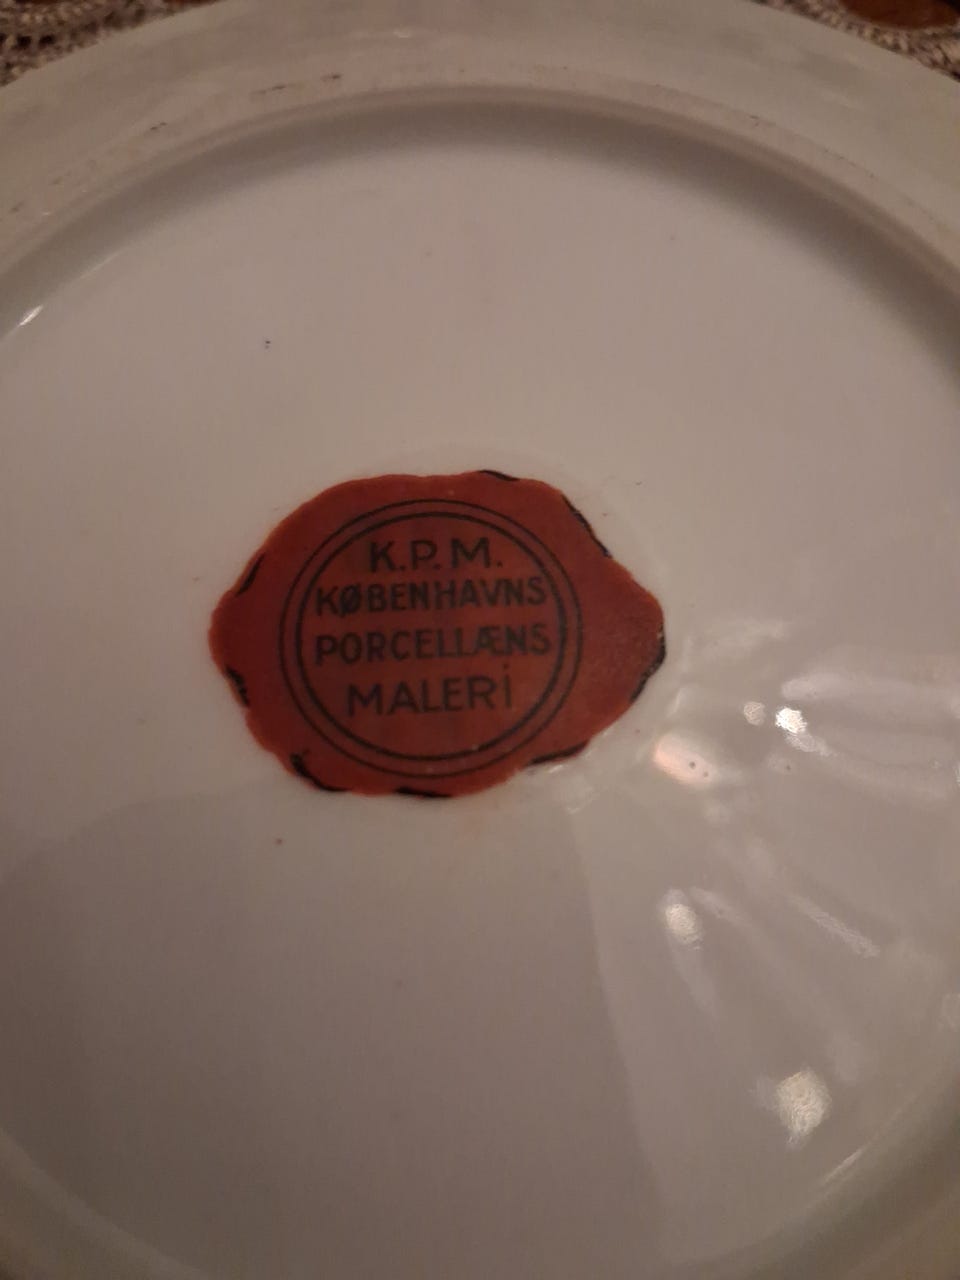 K.P.M.
KØBENHAVNS
PORCELLÆNS
MALERİ